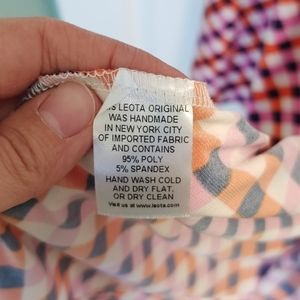 LEOTA ORIGINAL
WAS HANDMADE
IN NEW YORK CITY
OF IMPORTED FABRIC
AND CONTAINS
95% POLY
5% SPANDEX
HAND WASH COLD
AND DRY FLAT.
OR DRY CLEAN
Visit us at www.leota.com